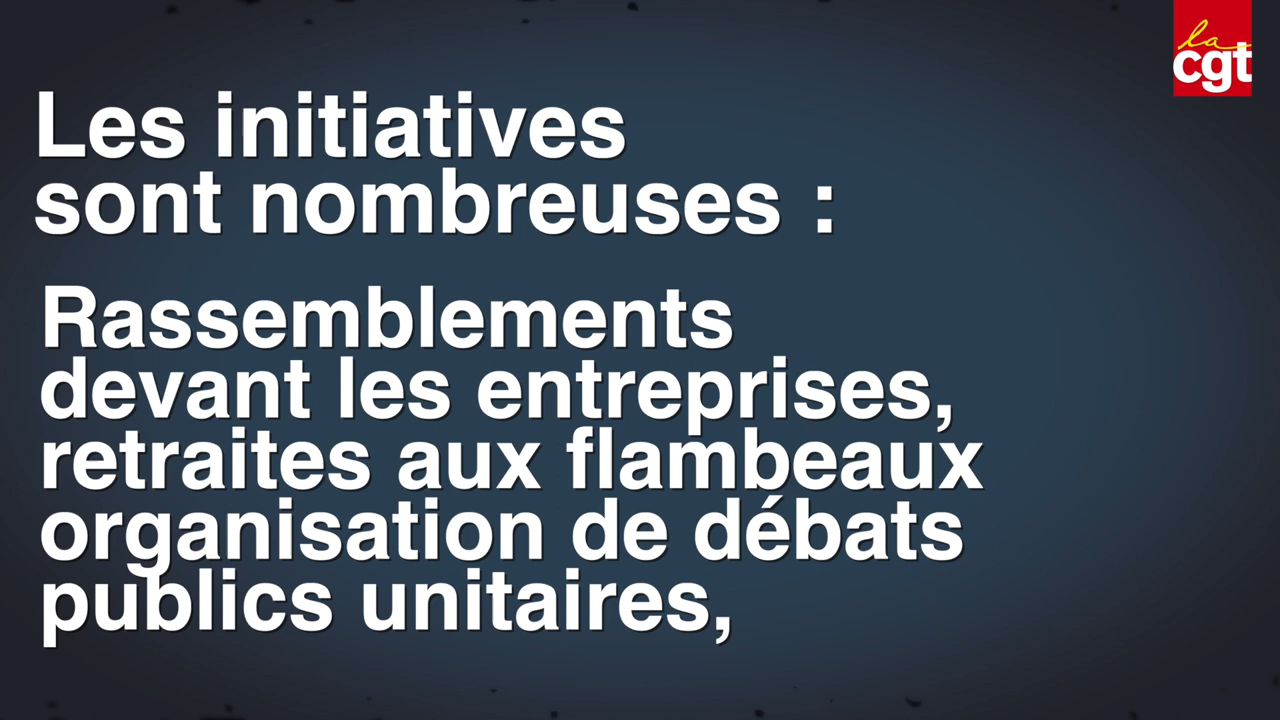 la
cgt
Les initiatives
sont nombreuses :
Rassemblements
devant les entreprises,
retraites aux flambeaux
organisation de débats
publics unitaires,